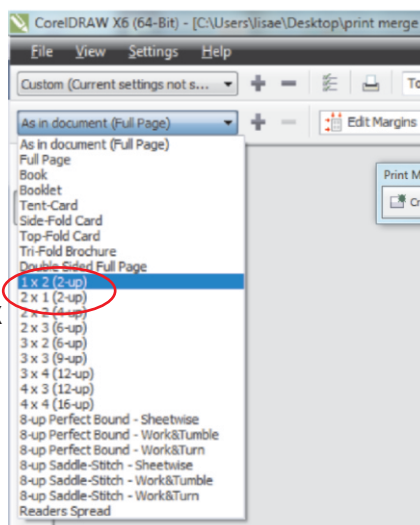 CorelDRAW X6 (64-Bit) - [C:\Users\lisae\Desktop\print merge
File View Settings Help
Custom (Current settings not s...
To
As in document (Full Page)
Edit Margins
As in document (Full Page)
Full Page
Book
Booklet
Tent-Card
Side-Fold Card
Top-Fold Card
Tri-Fold Brochure
Double Sided Full Page
1 x 2 (2-up)
2 x 1 (2-up)
2 x 2 (4-up)
2 x 3 (6-up)
3 x 2 (6-up)
3 x 3 (9-up)
3 x 4 (12-up)
4 x 3 (12-up)
4 x 4 (16-up)
8-up Perfect Bound - Sheetwise
8-up Perfect Bound - Work&Tumble
8-up Perfect Bound - Work&Turn
8-up Saddle-Stitch - Sheetwise
8-up Saddle-Stitch - Work&Tumble
8-up Saddle-Stitch - Work&Turn
Readers Spread
Print M
Cr